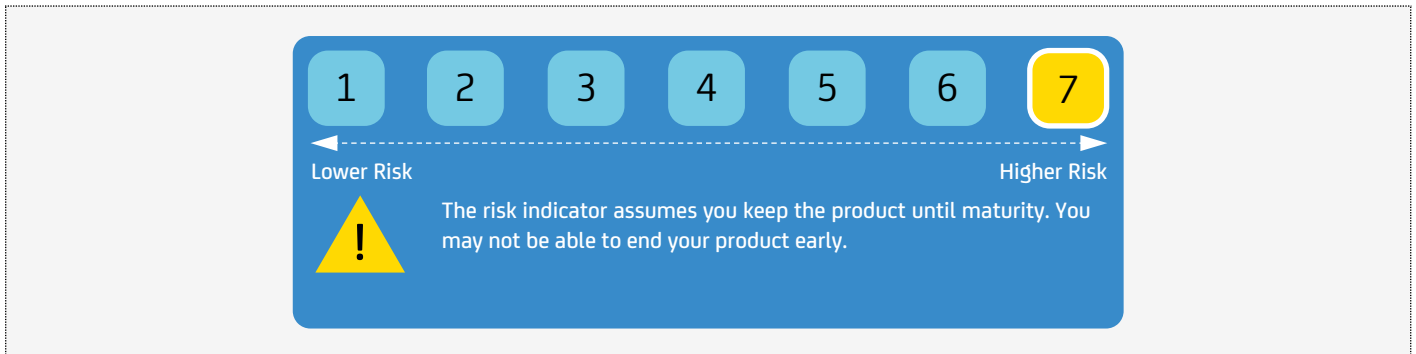 1 2 3 4 5 6 7
Lower Risk Higher Risk
The risk indicator assumes you keep the product until maturity. You
may not be able to end your product early.
!